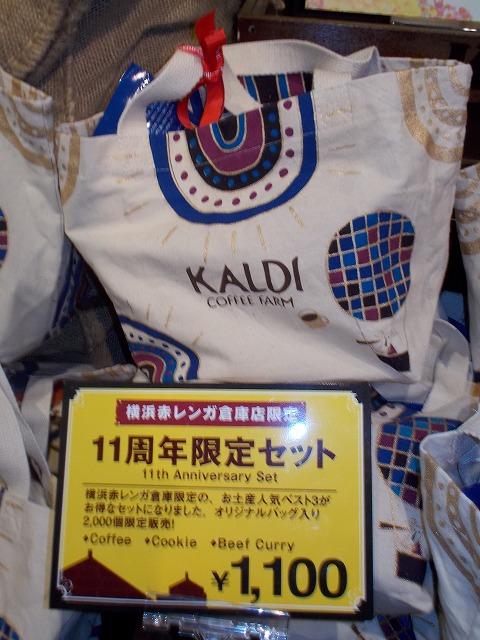 KALDI
COFFEE FARM
横浜赤レンガ倉庫店限定
11周年限定セット
11th Anniversary Set
横浜赤レンガ倉庫限定の、お土産人気ベスト3が
お得なセットになりました。オリジナルバッグ入り
2,000個限定販売!
◆Coffee ◆Cookie ◆Beef Curry
¥1,100